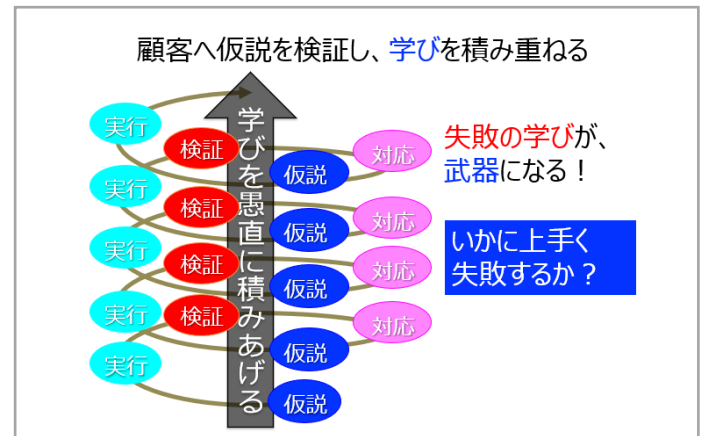 顧客へ仮説を検証し、学びを積み重ねる
学びを愚直に積みあげる
実行
検証
対応
仮説
実行
検証
対応
仮説
実行
検証
対応
仮説
実行
検証
対応
仮説
実行
仮説
失敗の学びが、
武器になる！
いかに上手く
失敗するか？